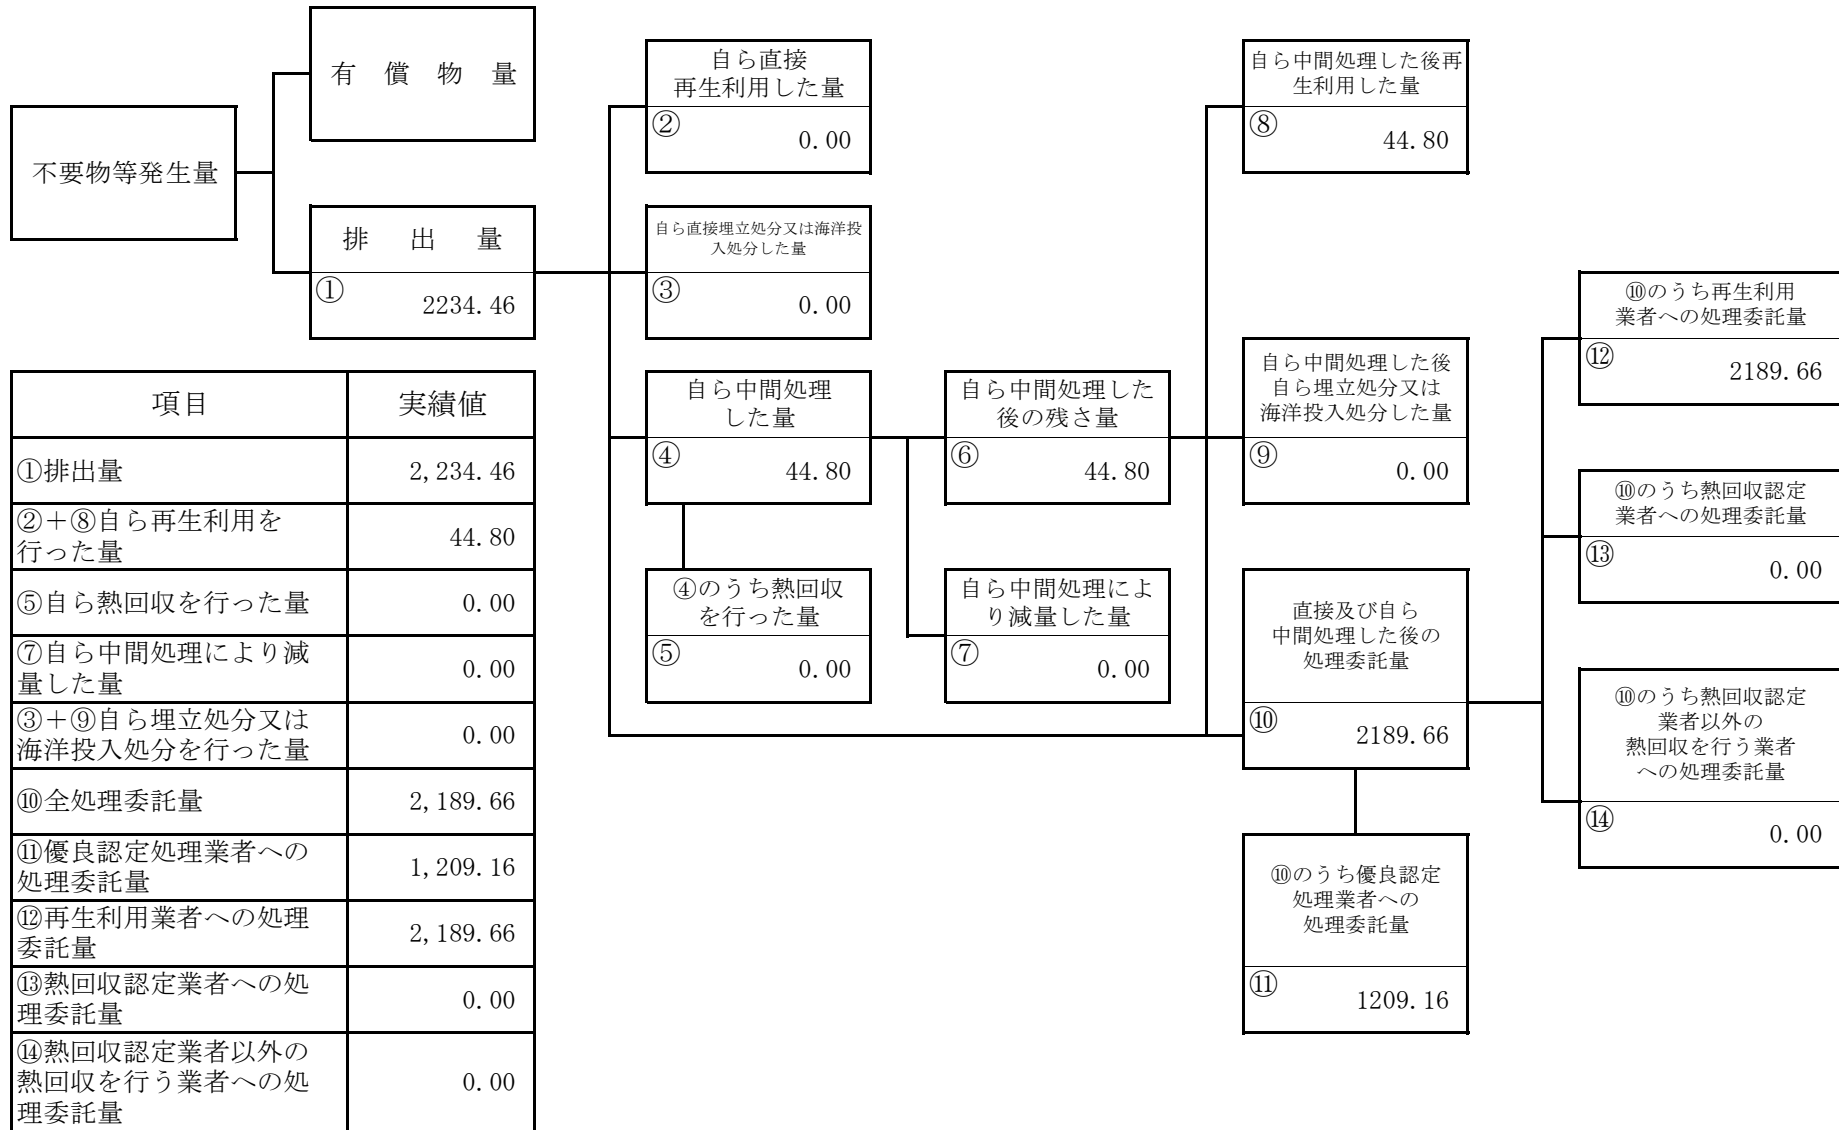 不要物等発生量
有 償 物 量
排 出 量
①
2234.46
自ら直接
再生利用した量
②
0.00
自ら直接埋立処分又は海洋投
入処分した量
③
0.00
自ら中間処理
した量
④
44.80
④のうち熱回収
を行った量
⑤
0.00
自ら中間処理した
後の残さ量
⑥
44.80
自ら中間処理によ
り減量した量
⑦
0.00
自ら中間処理した後再
生利用した量
⑧
44.80
自ら中間処理した後
自ら埋立処分又は
海洋投入処分した量
⑨
0.00
直接及び自ら
中間処理した後の
処理委託量
⑩
2189.66
⑩のうち優良認定
処理業者への
処理委託量
⑪
1209.16
⑩のうち再生利用
業者への処理委託量
⑫
2189.66
⑩のうち熱回収認定
業者への処理委託量
⑬
0.00
⑩のうち熱回収認定
業者以外の
熱回収を行う業者
への処理委託量
⑭
0.00
項目 実績値
①排出量 2,234.46
②＋⑧自ら再生利用を
行った量 44.80
⑤自ら熱回収を行った量 0.00
⑦自ら中間処理により減
量した量 0.00
③＋⑨自ら埋立処分又は
海洋投入処分を行った量 0.00
⑩全処理委託量 2,189.66
⑪優良認定処理業者への
処理委託量 1,209.16
⑫再生利用業者への処理
委託量 2,189.66
⑬熱回収認定業者への処
理委託量 0.00
⑭熱回収認定業者以外の
熱回収を行う業者への処 0.00
理委託量